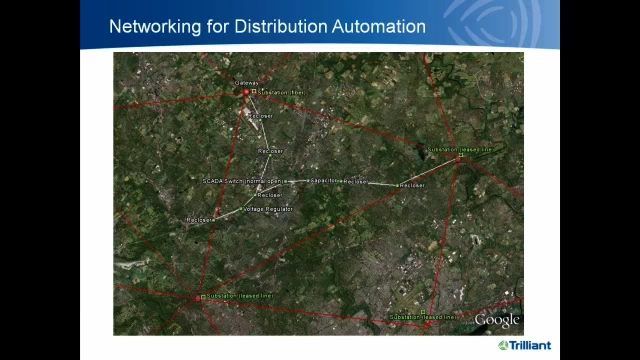 Networking for Distribution Automation
Gateway
Substation (fiber)
Recloser
Recloser
Substation (leased line)
SCADA Switch (normal open)
Capacitor
Recloser
Recloser
Recloser
Voltage Regulator
Recloser
Substation (leased line)
Substation (leased line)
Google
Trilliant